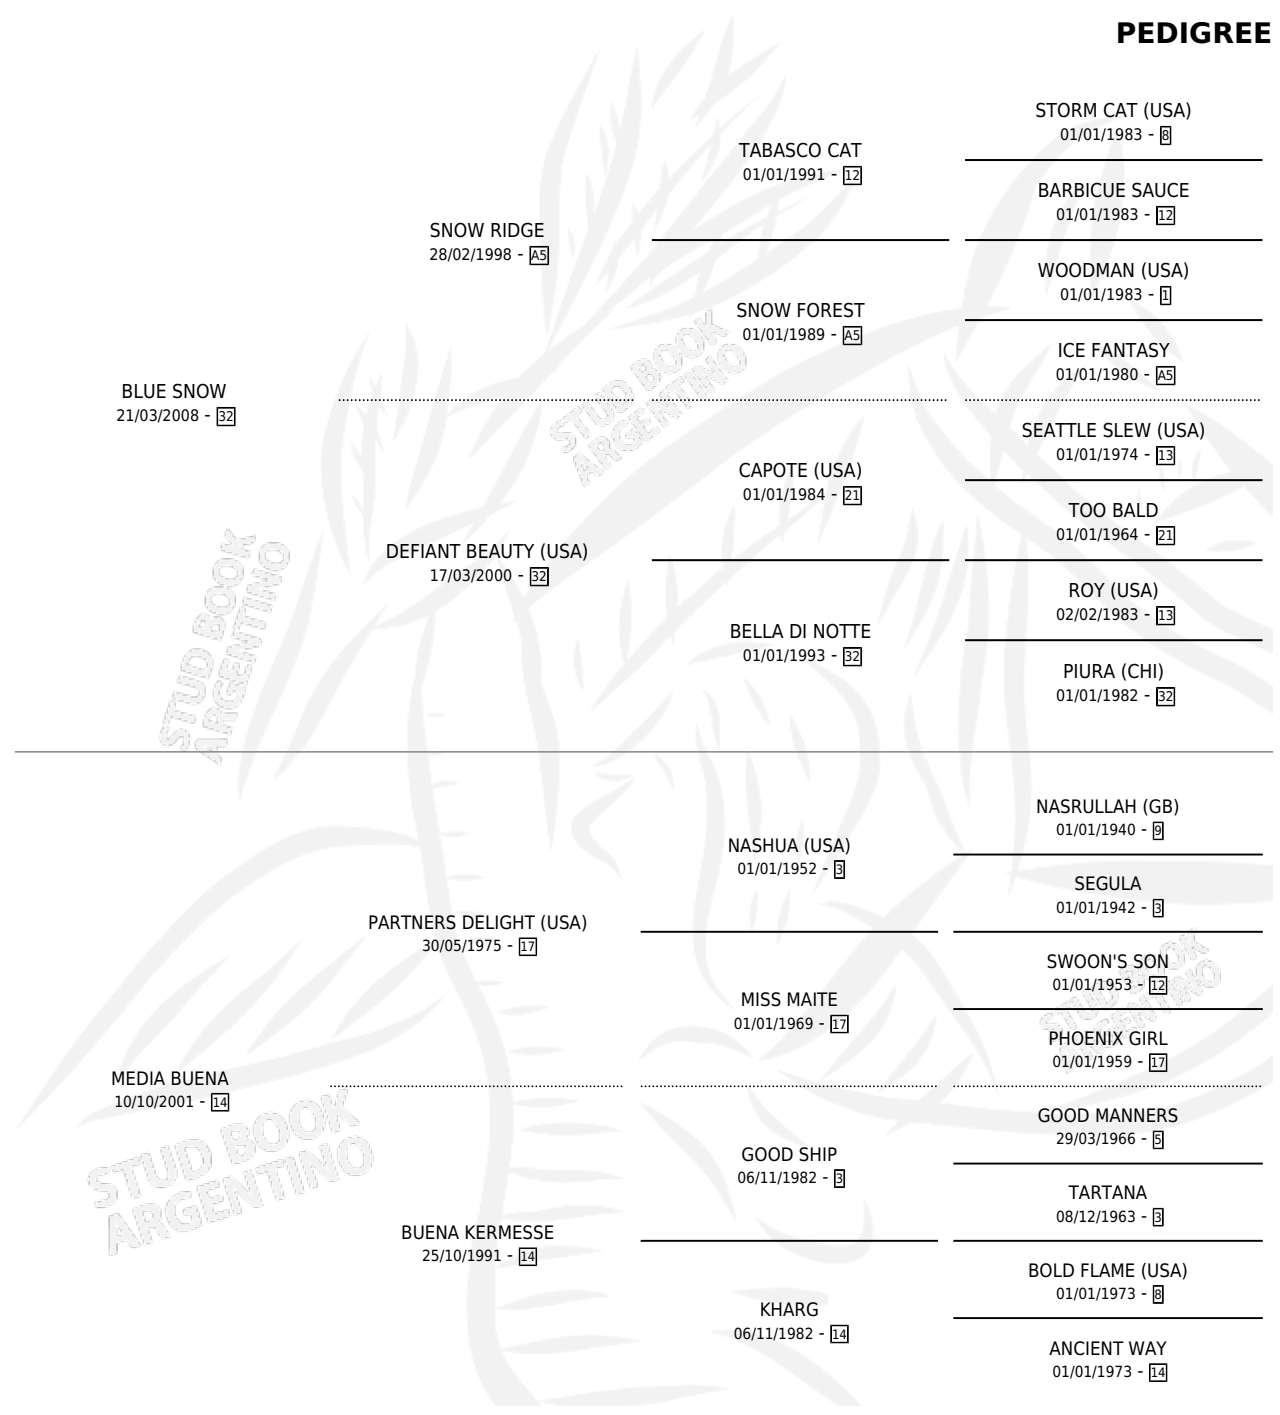 PEDIGREE
STORM CAT (USA)
01/01/1983 - 8
TABASCO CAT
01/01/1991 - 12
BARBICUE SAUCE
01/01/1983 - 12
SNOW RIDGE
28/02/1998 - A5
WOODMAN (USA)
01/01/1983 - 1
SNOW FOREST
01/01/1989 - A5
ICE FANTASY
01/01/1980 - A5
BLUE SNOW
21/03/2008 - 32
SEATTLE SLEW (USA)
01/01/1974 - 13
CAPOTE (USA)
01/01/1984 - 21
TOO BALD
01/01/1964 - 21
DEFIANT BEAUTY (USA)
17/03/2000 - 32
ROY (USA)
02/02/1983 - 13
BELLA DI NOTTE
01/01/1993 - 32
PIURA (CHI)
01/01/1982 - 32
NASRULLAH (GB)
01/01/1940 - 9
NASHUA (USA)
01/01/1952 - 3
SEGULA
01/01/1942 - 3
PARTNERS DELIGHT (USA)
30/05/1975 - 17
SWOON'S SON
01/01/1953 - 12
MISS MAITE
01/01/1969 - 17
PHOENIX GIRL
01/01/1959 - 17
MEDIA BUENA
10/10/2001 - 14
GOOD MANNERS
29/03/1966 - 5
GOOD SHIP
06/11/1982 - 3
TARTANA
08/12/1963 - 3
BUENA KERMESSE
25/10/1991 - 14
BOLD FLAME (USA)
01/01/1973 - 8
KHARG
06/11/1982 - 14
ANCIENT WAY
01/01/1973 - 14
STUD BOOK
ARGENTINO
STUD BOOK
ARGENTINO
STUD BOOK
ARGENTINO
STUD BOOK
ARGENTINO